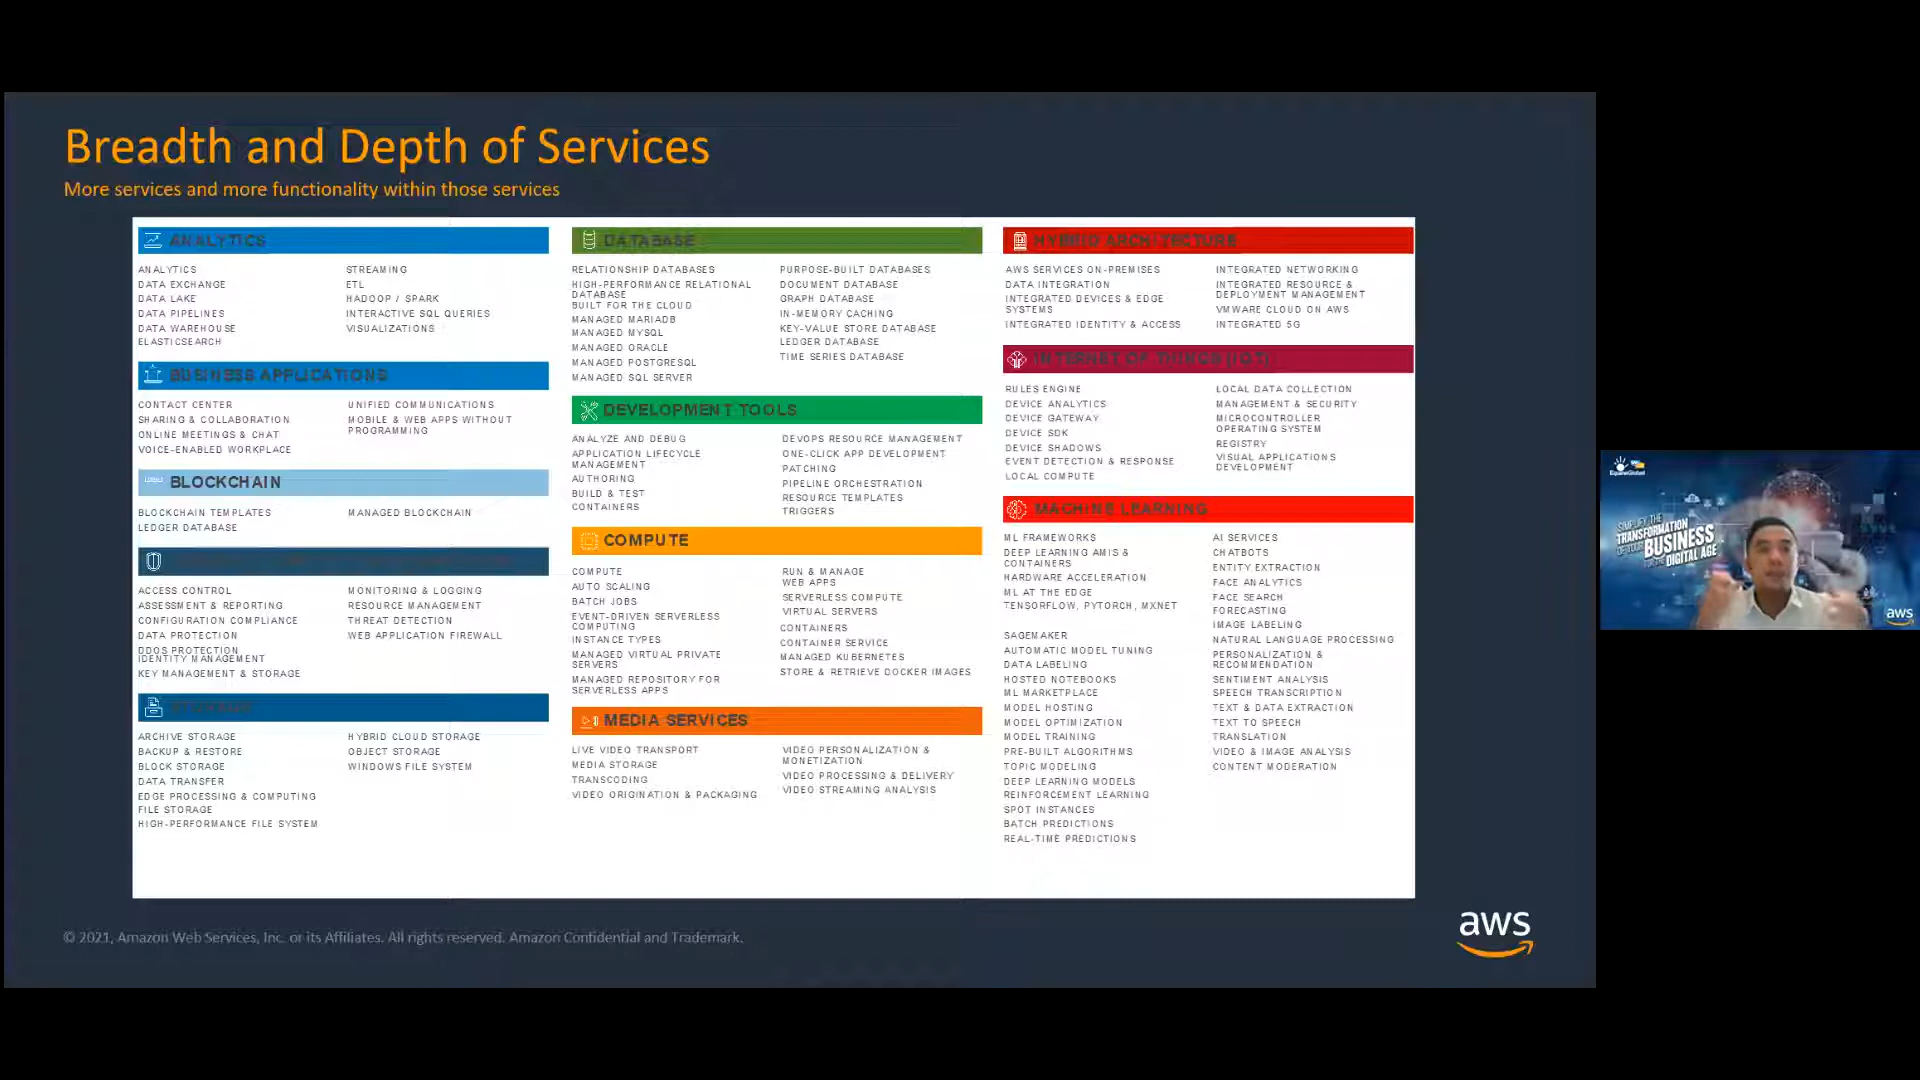 Breadth and Depth of Services
More services and more functionality within those services
ANALYTICS
ANALYTICS
DATA EXCHANGE
DATA LAKE
DATA PIPELINES
DATA WAREHOUSE
ELASTICSEARCH
STREAMING
ETL
HADOOP / SPARK
INTERACTIVE SQL QUERIES
VISUALIZATIONS
BUSINESS APPLICATIONS
CONTACT CENTER
SHARING & COLLABORATION
ONLINE MEETINGS & CHAT
VOICE-ENABLED WORKPLACE
UNIFIED COMMUNICATIONS
MOBILE & WEB APPS WITHOUT
PROGRAMMING
BLOCKCHAIN
BLOCKCHAIN TEMPLATES
LEDGER DATABASE
MANAGED BLOCKCHAIN
ACCESS CONTROL
ASSESSMENT & REPORTING
CONFIGURATION COMPLIANCE
DATA PROTECTION
DDOS PROTECTION
IDENTITY MANAGEMENT
KEY MANAGEMENT & STORAGE
MONITORING & LOGGING
RESOURCE MANAGEMENT
THREAT DETECTION
WEB APPLICATION FIREWALL
STORAGE
ARCHIVE STORAGE
BACKUP & RESTORE
BLOCK STORAGE
DATA TRANSFER
EDGE PROCESSING & COMPUTING
FILE STORAGE
HIGH-PERFORMANCE FILE SYSTEM
HYBRID CLOUD STORAGE
OBJECT STORAGE
WINDOWS FILE SYSTEM
DATABASE
RELATIONSHIP DATABASES
HIGH-PERFORMANCE RELATIONAL
DATABASE
BUILT FOR THE CLOUD
MANAGED MARIADB
MANAGED MYSQL
MANAGED ORACLE
MANAGED POSTGRESQL
MANAGED SQL SERVER
PURPOSE-BUILT DATABASES
DOCUMENT DATABASE
GRAPH DATABASE
IN-MEMORY CACHING
KEY-VALUE STORE DATABASE
LEDGER DATABASE
TIME SERIES DATABASE
DEVELOPMENT TOOLS
ANALYZE AND DEBUG
APPLICATION LIFECYCLE
MANAGEMENT
AUTHORING
BUILD & TEST
CONTAINERS
DEVOPS RESOURCE MANAGEMENT
ONE-CLICK APP DEVELOPMENT
PATCHING
PIPELINE ORCHESTRATION
RESOURCE TEMPLATES
TRIGGERS
COMPUTE
COMPUTE
AUTO SCALING
BATCH JOBS
EVENT-DRIVEN SERVERLESS
COMPUTING
INSTANCE TYPES
MANAGED VIRTUAL PRIVATE
SERVERS
MANAGED REPOSITORY FOR
SERVERLESS APPS
RUN & MANAGE
WEB APPS
SERVERLESS COMPUTE
VIRTUAL SERVERS
CONTAINERS
CONTAINER SERVICE
MANAGED KUBERNETES
STORE & RETRIEVE DOCKER IMAGES
MEDIA SERVICES
LIVE VIDEO TRANSPORT
MEDIA STORAGE
TRANSCODING
VIDEO ORIGINATION & PACKAGING
VIDEO PERSONALIZATION &
MONETIZATION
VIDEO PROCESSING & DELIVERY
VIDEO STREAMING ANALYSIS
HYBRID ARCHITECTURE
AWS SERVICES ON-PREMISES
DATA INTEGRATION
INTEGRATED DEVICES & EDGE
SYSTEMS
INTEGRATED IDENTITY & ACCESS
INTEGRATED NETWORKING
INTEGRATED RESOURCE &
DEPLOYMENT MANAGEMENT
VMWARE CLOUD ON AWS
INTEGRATED 5G
INTERNET OF THINGS (IOT)
RULES ENGINE
DEVICE ANALYTICS
DEVICE GATEWAY
DEVICE SDK
DEVICE SHADOWS
EVENT DETECTION & RESPONSE
LOCAL COMPUTE
LOCAL DATA COLLECTION
MANAGEMENT & SECURITY
MICROCONTROLLER
OPERATING SYSTEM
REGISTRY
VISUAL APPLICATIONS
DEVELOPMENT
MACHINE LEARNING
ML FRAMEWORKS
DEEP LEARNING AMIS &
CONTAINERS
HARDWARE ACCELERATION
ML AT THE EDGE
TENSORFLOW, PYTORCH, MXNET
SAGEMAKER
AUTOMATIC MODEL TUNING
DATA LABELING
HOSTED NOTEBOOKS
ML MARKETPLACE
MODEL HOSTING
MODEL OPTIMIZATION
MODEL TRAINING
PRE-BUILT ALGORITHMS
TOPIC MODELING
DEEP LEARNING MODELS
REINFORCEMENT LEARNING
SPOT INSTANCES
BATCH PREDICTIONS
REAL-TIME PREDICTIONS
AI SERVICES
CHATBOTS
ENTITY EXTRACTION
FACE ANALYTICS
FACE SEARCH
FORECASTING
IMAGE LABELING
NATURAL LANGUAGE PROCESSING
PERSONALIZATION &
RECOMMENDATION
SENTIMENT ANALYSIS
SPEECH TRANSCRIPTION
TEXT & DATA EXTRACTION
TEXT TO SPEECH
TRANSLATION
VIDEO & IMAGE ANALYSIS
CONTENT MODERATION
© 2021, Amazon Web Services, Inc. or its Affiliates. All rights reserved. Amazon Confidential and Trademark.
aws
SIMPLIFY THE
TRANSFORMATION
OF YOUR BUSINESS
FOR THE DIGITAL AGE
aws